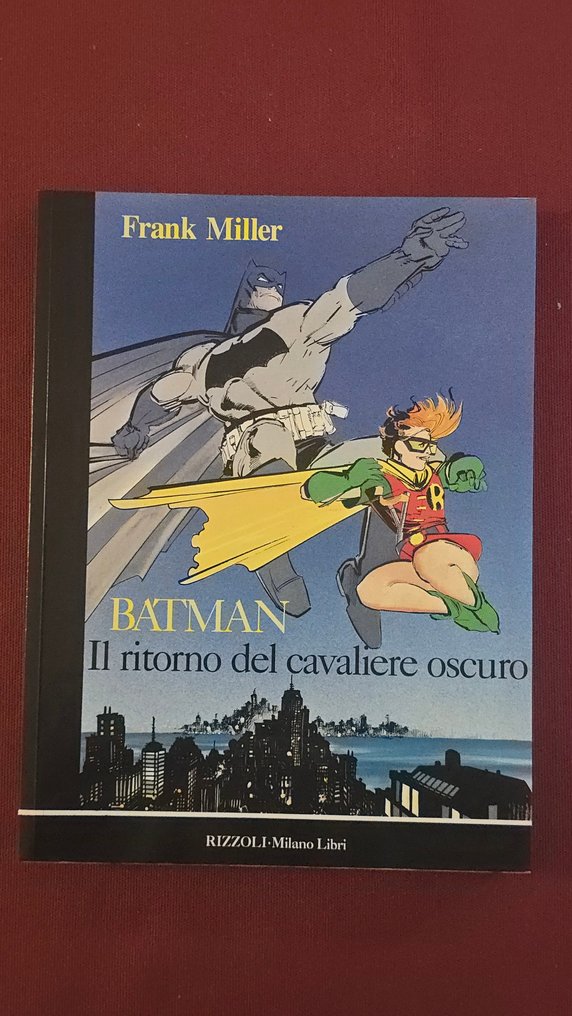 Frank Miller
R
BATMAN
Il ritorno del cavaliere oscuro
RIZZOLI·Milano Libri